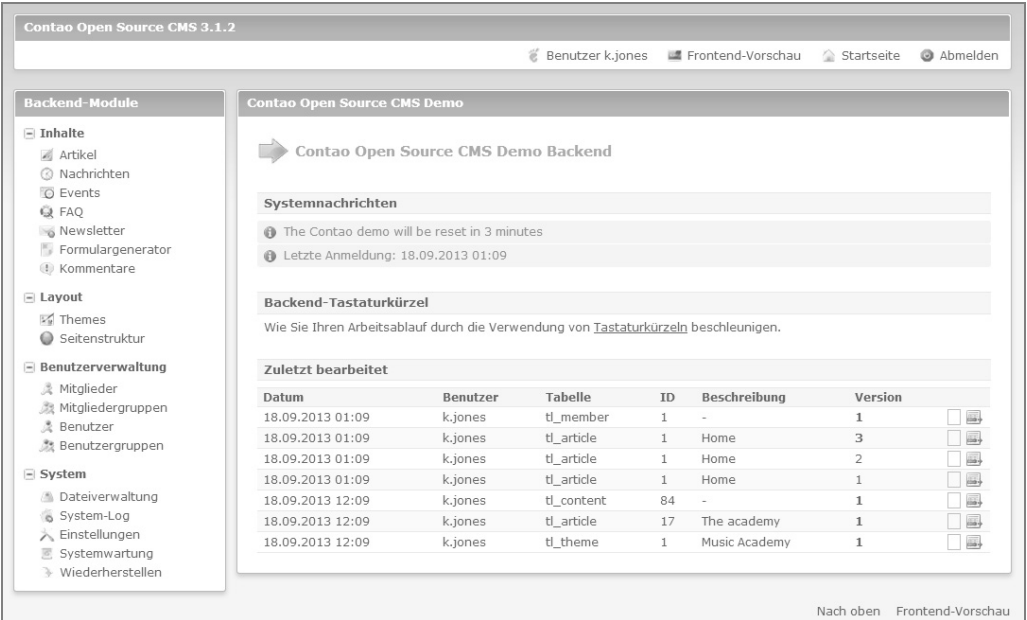 Contao Open Source CMS 3.1.2
Benutzer k.jones Frontend-Vorschau Startseite Abmelden
Backend-Module
Inhalte
Artikel
Nachrichten
Events
FAQ
Newsletter
Formulargenerator
Kommentare
Layout
Themes
Seitenstruktur
Benutzerverwaltung
Mitglieder
Mitgliedergruppen
Benutzer
Benutzergruppen
System
Dateiverwaltung
System-Log
Einstellungen
Systemwartung
Wiederherstellen
Contao Open Source CMS Demo
Contao Open Source CMS Demo Backend
Systemnachrichten
The Contao demo will be reset in 3 minutes
Letzte Anmeldung: 18.09.2013 01:09
Backend-Tastaturkürzel
Wie Sie Ihren Arbeitsablauf durch die Verwendung von Tastaturkürzeln beschleunigen.
Zuletzt bearbeitet
Datum Benutzer Tabelle ID Beschreibung Version
18.09.2013 01:09 k.jones tl_member 1 - 1
18.09.2013 01:09 k.jones tl_article 1 Home 3
18.09.2013 01:09 k.jones tl_article 1 Home 2
18.09.2013 01:09 k.jones tl_article 1 Home 1
18.09.2013 12:09 k.jones tl_content 84 - 1
18.09.2013 12:09 k.jones tl_article 17 The academy 1
18.09.2013 12:09 k.jones tl_theme 1 Music Academy 1
Nach oben Frontend-Vorschau